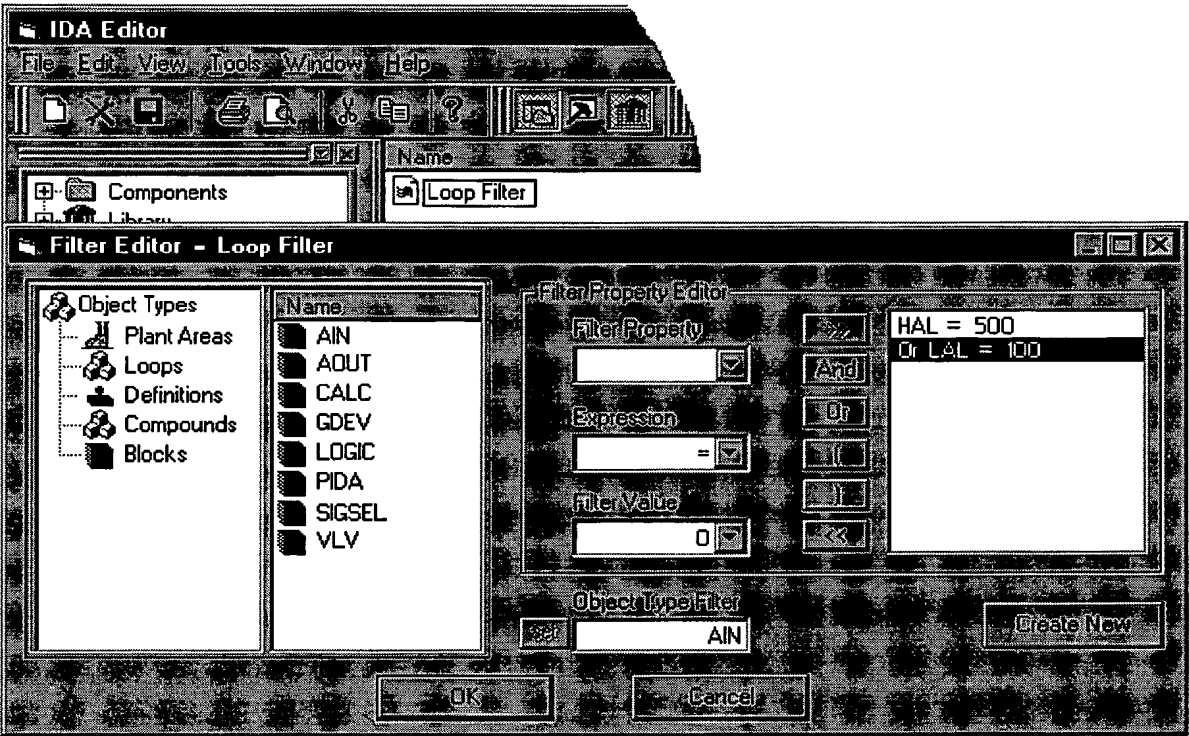 IDA Editor
File Edit View Tools Window Help
Name
Components
Loop Filter
Library
Filter Editor - Loop Filter
Object Types
Plant Areas
Loops
Definitions
Compounds
Blocks
Name
AIN
AOUT
CALC
GDEV
LOGIC
PIDA
SIGSEL
VLV
Filter Property Editor
Filter Property
>>
And
Or
(
)
<<
Expression
=
Filter Value
0
HAL = 500
Or LAL = 100
Object Type Filter
Set
AIN
Create New
OK
Cancel